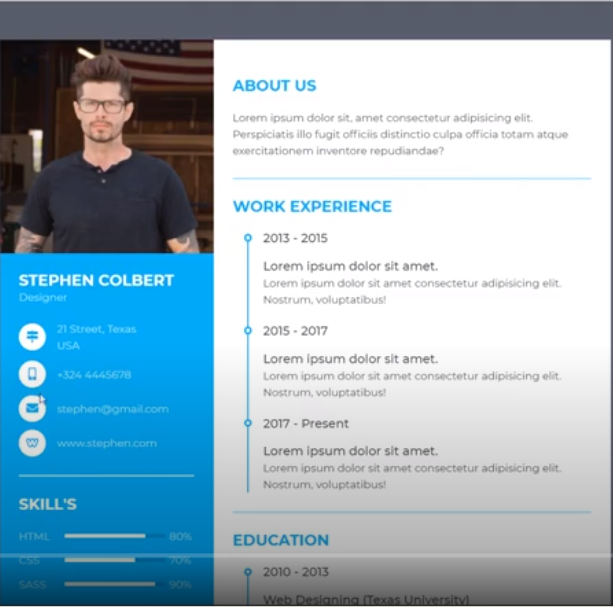 STEPHEN COLBERT
Designer
21 Street, Texas
USA
+324 4445678
stephen@gmail.com
www.stephen.com
SKILL'S
HTML 80%
CSS 70%
SASS 90%
ABOUT US
Lorem ipsum dolor sit, amet consectetur adipisicing elit.
Perspiciatis illo fugit officiis distinctio culpa officia totam atque
exercitationem inventore repudiandae?
WORK EXPERIENCE
2013 - 2015
Lorem ipsum dolor sit amet.
Lorem ipsum dolor sit amet consectetur adipisicing elit.
Nostrum, voluptatibus!
2015 - 2017
Lorem ipsum dolor sit amet.
Lorem ipsum dolor sit amet consectetur adipisicing elit.
Nostrum, voluptatibus!
2017 - Present
Lorem ipsum dolor sit amet.
Lorem ipsum dolor sit amet consectetur adipisicing elit.
Nostrum, voluptatibus!
EDUCATION
2010 - 2013
Web Designing (Texas University)